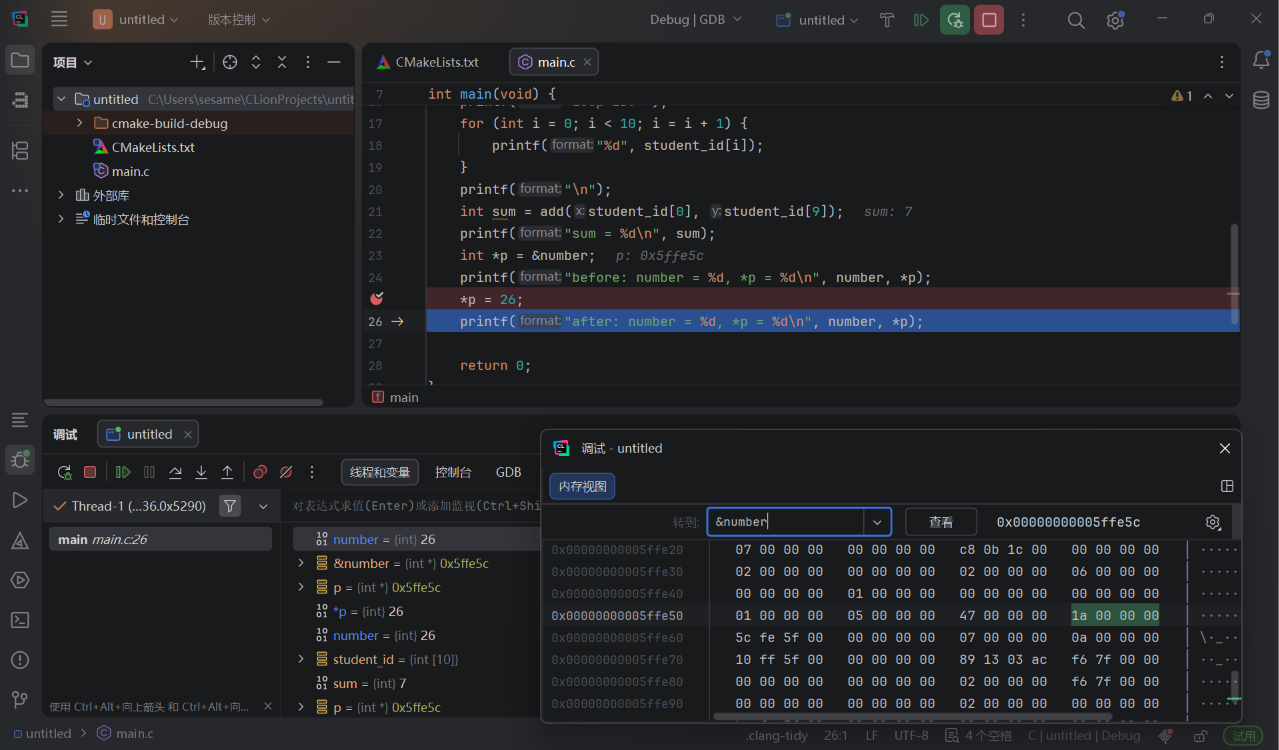 U untitled 版本控制 Debug | GDB untitled
项目
untitled C:\Users\sesame\CLionProjects\untit
cmake-build-debug
CMakeLists.txt
main.c
外部库
临时文件和控制台
CMakeLists.txt main.c
7 int main(void) {
1
17 for (int i = 0; i < 10; i = i + 1) {
18 printf(format: "%d", student_id[i]);
19 }
20 printf(format: "\n");
21 int sum = add(x: student_id[0], y: student_id[9]); sum: 7
22 printf(format: "sum = %d\n", sum);
23 int *p = &number; p: 0x5ffe5c
24 printf(format: "before: number = %d, *p = %d\n", number, *p);
*p = 26;
26 printf(format: "after: number = %d, *p = %d\n", number, *p);
27
28 return 0;
f main
调试 untitled
线程和变量 控制台 GDB
Thread-1 (...36.0x5290)
main main.c:26
使用 Ctrl+Alt+向上箭头 和 Ctrl+Alt+向...
对表达式求值(Enter)或添加监视(Ctrl+Shi
number = {int} 26
&number = {int *} 0x5ffe5c
p = {int *} 0x5ffe5c
*p = {int} 26
number = {int} 26
student_id = {int [10]}
sum = {int} 7
p = {int *} 0x5ffe5c
调试 - untitled
内存视图
转到: &number 查看 0x00000000005ffe5c
0x00000000005ffe20 07 00 00 00 00 00 00 00 c8 0b 1c 00 00 00 00 00 ·····
0x00000000005ffe30 02 00 00 00 00 00 00 00 02 00 00 00 06 00 00 00 ·····
0x00000000005ffe40 00 00 00 00 01 00 00 00 00 00 00 00 00 00 00 00 ·····
0x00000000005ffe50 01 00 00 00 05 00 00 00 47 00 00 00 1a 00 00 00 ·····
0x00000000005ffe60 5c fe 5f 00 00 00 00 00 07 00 00 00 0a 00 00 00 \·_··
0x00000000005ffe70 10 ff 5f 00 00 00 00 00 89 13 03 ac f6 7f 00 00 ··_··
0x00000000005ffe80 00 00 00 00 00 00 00 00 02 00 00 00 f6 7f 00 00 ·····
0x00000000005ffe90 00 00 00 00 00 00 00 00 02 00 00 00 00 00 00 00 ·····
untitled > main.c .clang-tidy 26:1 LF UTF-8 4 个空格 C | untitled | Debug 试用